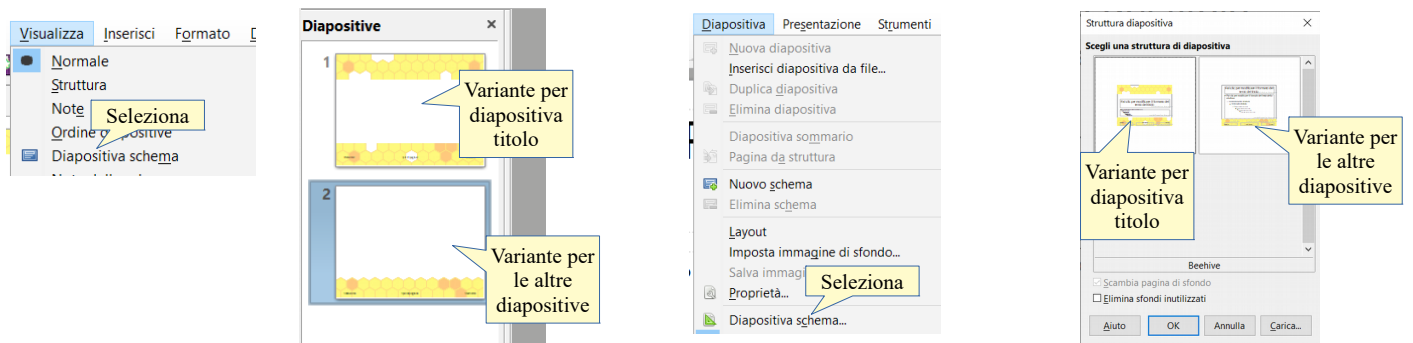 Visualizza Inserisci Formato
Normale
Struttura
Note
Seleziona
Ordine
Diapositiva schema
Diapositive ×
1
Variante per
diapositiva
titolo
2
Variante per
le altre
diapositive
Diapositiva Presentazione Strumenti
Nuova diapositiva
Inserisci diapositiva da file...
Duplica diapositiva
Elimina diapositiva
Diapositiva sommario
Pagina da struttura
Nuovo schema
Elimina schema
Layout
Imposta immagine di sfondo...
Salva
Seleziona
Proprietà...
Diapositiva schema...
Struttura diapositiva ×
Scegli una struttura di diapositiva
Variante per
diapositiva
titolo
Variante per
le altre
diapositive
Beehive
Scambia pagina di sfondo
Elimina sfondi inutilizzati
Aiuto OK Annulla Carica...